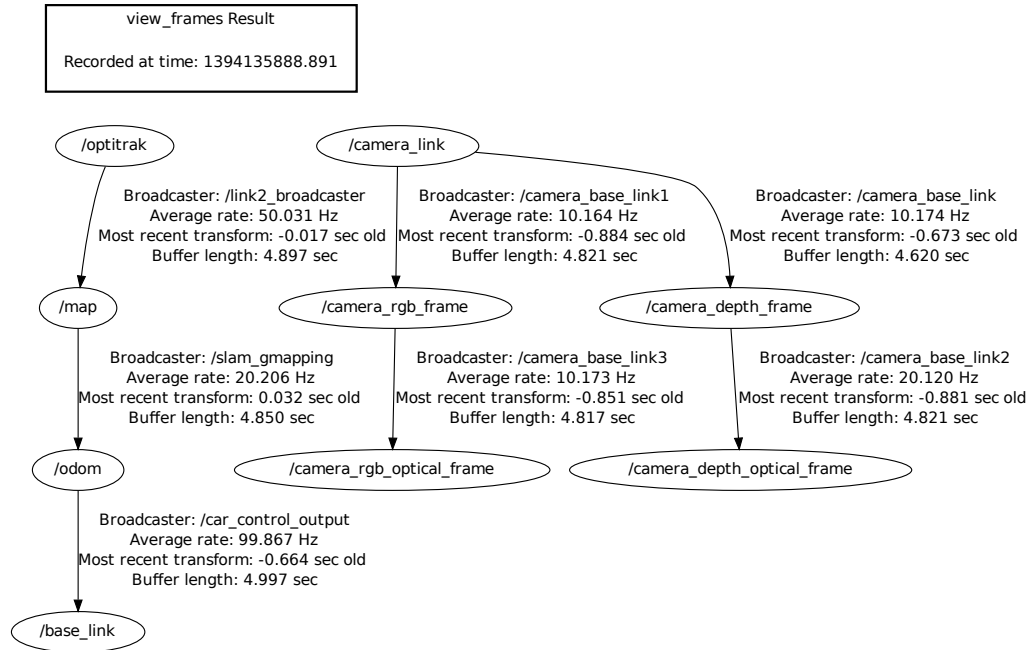 view_frames Result
Recorded at time: 1394135888.891
/optitrak
/camera_link
Broadcaster: /link2_broadcaster
Average rate: 50.031 Hz
Most recent transform: -0.017 sec old
Buffer length: 4.897 sec
Broadcaster: /camera_base_link1
Average rate: 10.164 Hz
Most recent transform: -0.884 sec old
Buffer length: 4.821 sec
Broadcaster: /camera_base_link
Average rate: 10.174 Hz
Most recent transform: -0.673 sec old
Buffer length: 4.620 sec
/map
/camera_rgb_frame
/camera_depth_frame
Broadcaster: /slam_gmapping
Average rate: 20.206 Hz
Most recent transform: 0.032 sec old
Buffer length: 4.850 sec
Broadcaster: /camera_base_link3
Average rate: 10.173 Hz
Most recent transform: -0.851 sec old
Buffer length: 4.817 sec
Broadcaster: /camera_base_link2
Average rate: 20.120 Hz
Most recent transform: -0.881 sec old
Buffer length: 4.821 sec
/odom
/camera_rgb_optical_frame
/camera_depth_optical_frame
Broadcaster: /car_control_output
Average rate: 99.867 Hz
Most recent transform: -0.664 sec old
Buffer length: 4.997 sec
/base_link